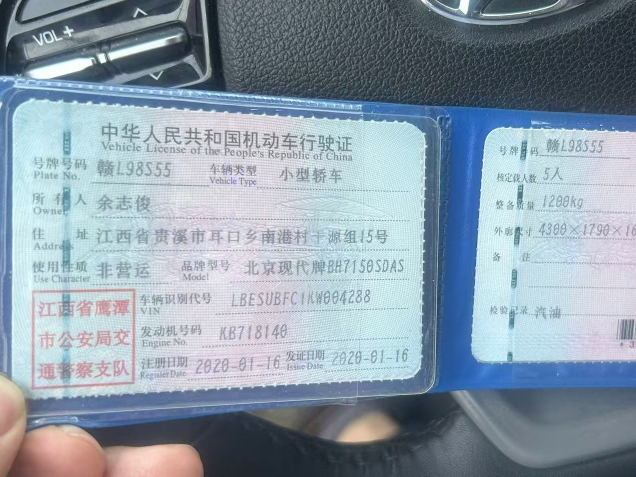 VOL +
中华人民共和国机动车行驶证
Vehicle License of the People's Republic of China
号牌号码 赣L98S55 车辆类型 小型轿车
Plate No. Vehicle Type
所有人 余志俊
Owner
住址 江西省贵溪市耳口乡南港村十源组15号
Address
使用性质 非营运 品牌型号 北京现代牌BH7150SDAS
Use Character Model
江西省鹰潭
市公安局交
通警察支队
车辆识别代号 LBESUBFC1KW004288
VIN
发动机号码 KB718140
Engine No.
注册日期 2020-01-16 发证日期 2020-01-16
Register Date Issue Date
号牌号码 赣L98S55
核定载人数 5人
整备质量 1200kg
外廓尺寸 4300×1790×
备注
检验记录 汽油